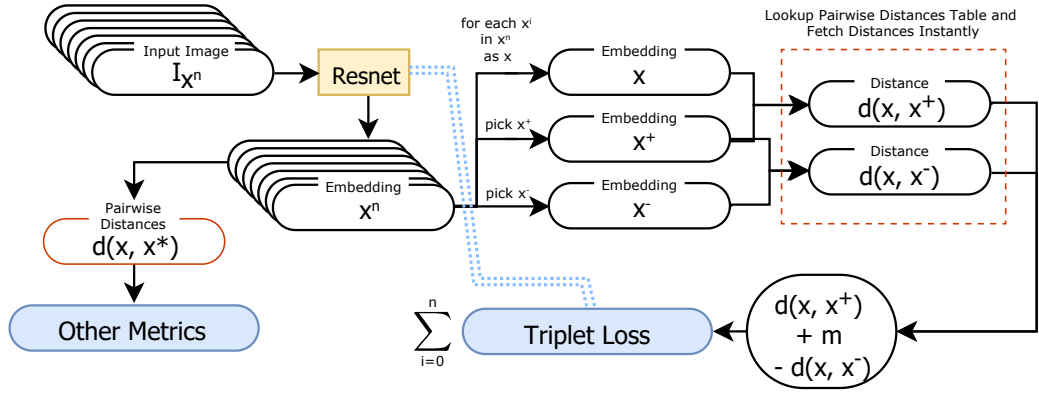 Input Image
I_xⁿ
Resnet
for each xⁱ
in xⁿ
as x
Embedding
x
Lookup Pairwise Distances Table and
Fetch Distances Instantly
Distance
d(x, x⁺)
pick x⁺
Embedding
x⁺
Distance
d(x, x⁻)
Embedding
xⁿ
pick x⁻
Embedding
x⁻
Pairwise
Distances
d(x, x*)
Other Metrics
n
∑
i=0
Triplet Loss
d(x, x⁺)
+ m
- d(x, x⁻)